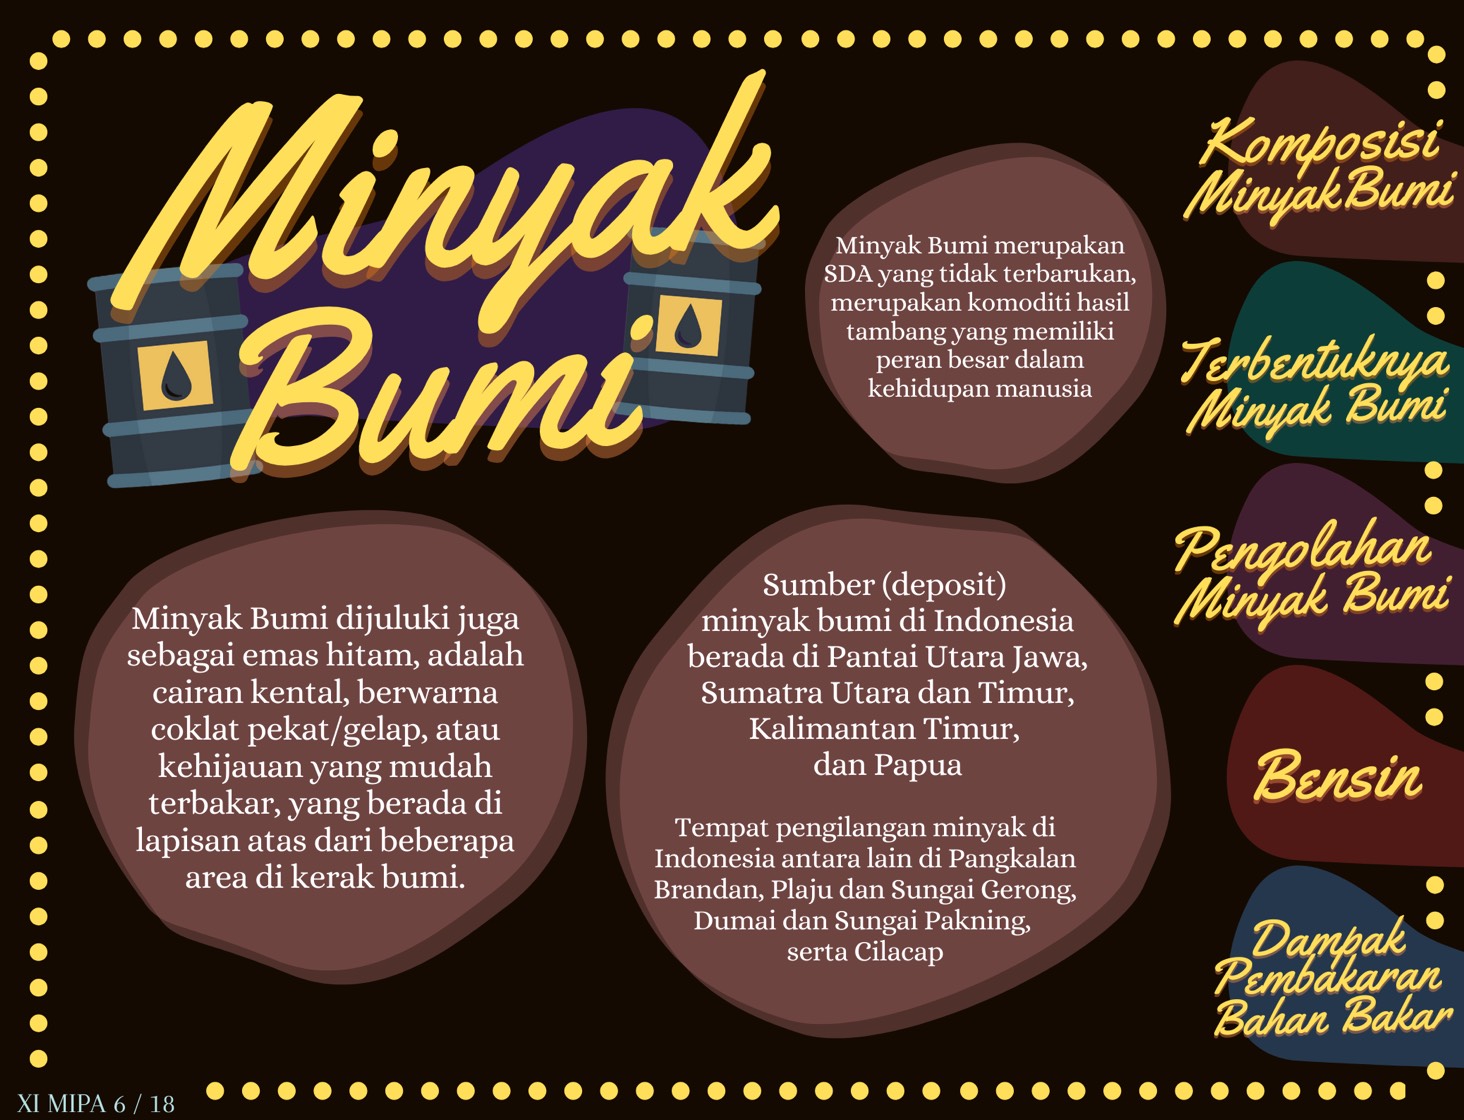 Minyak
Bumi
Minyak Bumi merupakan
SDA yang tidak terbarukan,
merupakan komoditi hasil
tambang yang memiliki
peran besar dalam
kehidupan manusia
Minyak Bumi dijuluki juga
sebagai emas hitam, adalah
cairan kental, berwarna
coklat pekat/gelap, atau
kehijauan yang mudah
terbakar, yang berada di
lapisan atas dari beberapa
area di kerak bumi.
Sumber (deposit)
minyak bumi di Indonesia
berada di Pantai Utara Jawa,
Sumatra Utara dan Timur,
Kalimantan Timur,
dan Papua
Tempat pengilangan minyak di
Indonesia antara lain di Pangkalan
Brandan, Plaju dan Sungai Gerong,
Dumai dan Sungai Pakning,
serta Cilacap
Komposisi
Minyak Bumi
Terbentuknya
Minyak Bumi
Pengolahan
Minyak Bumi
Bensin
Dampak
Pembakaran
Bahan Bakar
XI MIPA 6 / 18